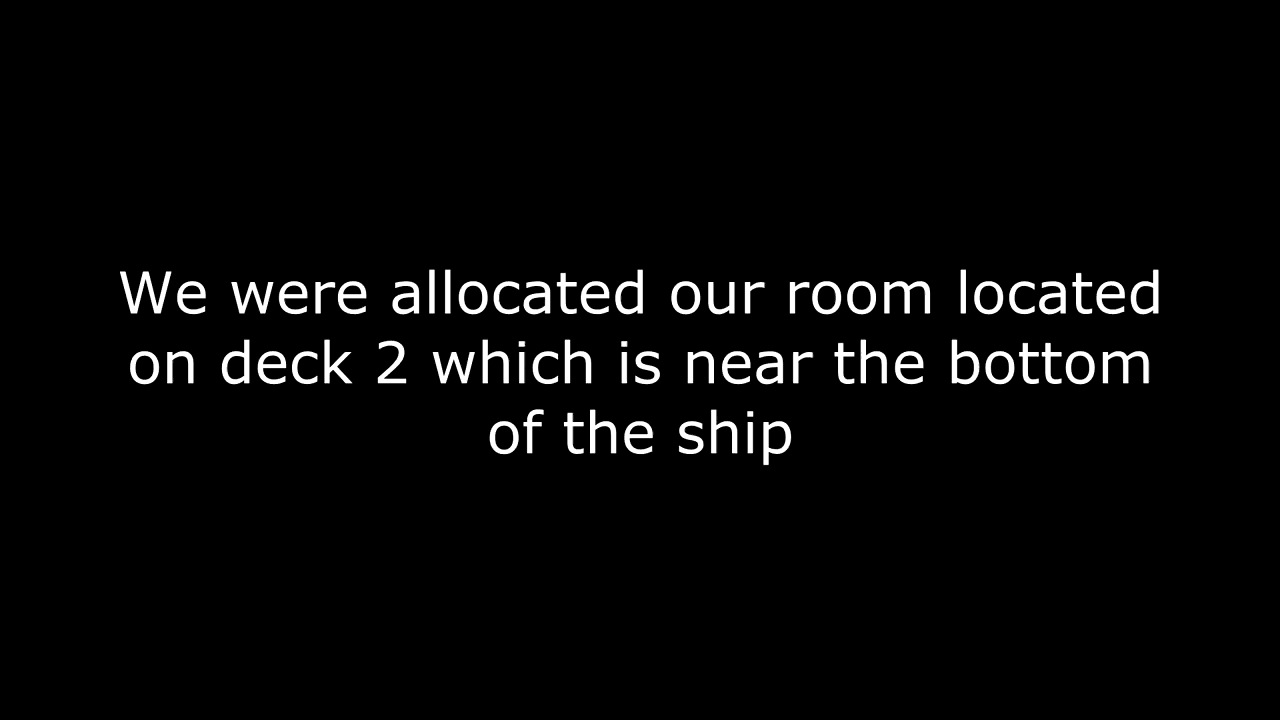 We were allocated our room located
on deck 2 which is near the bottom
of the ship